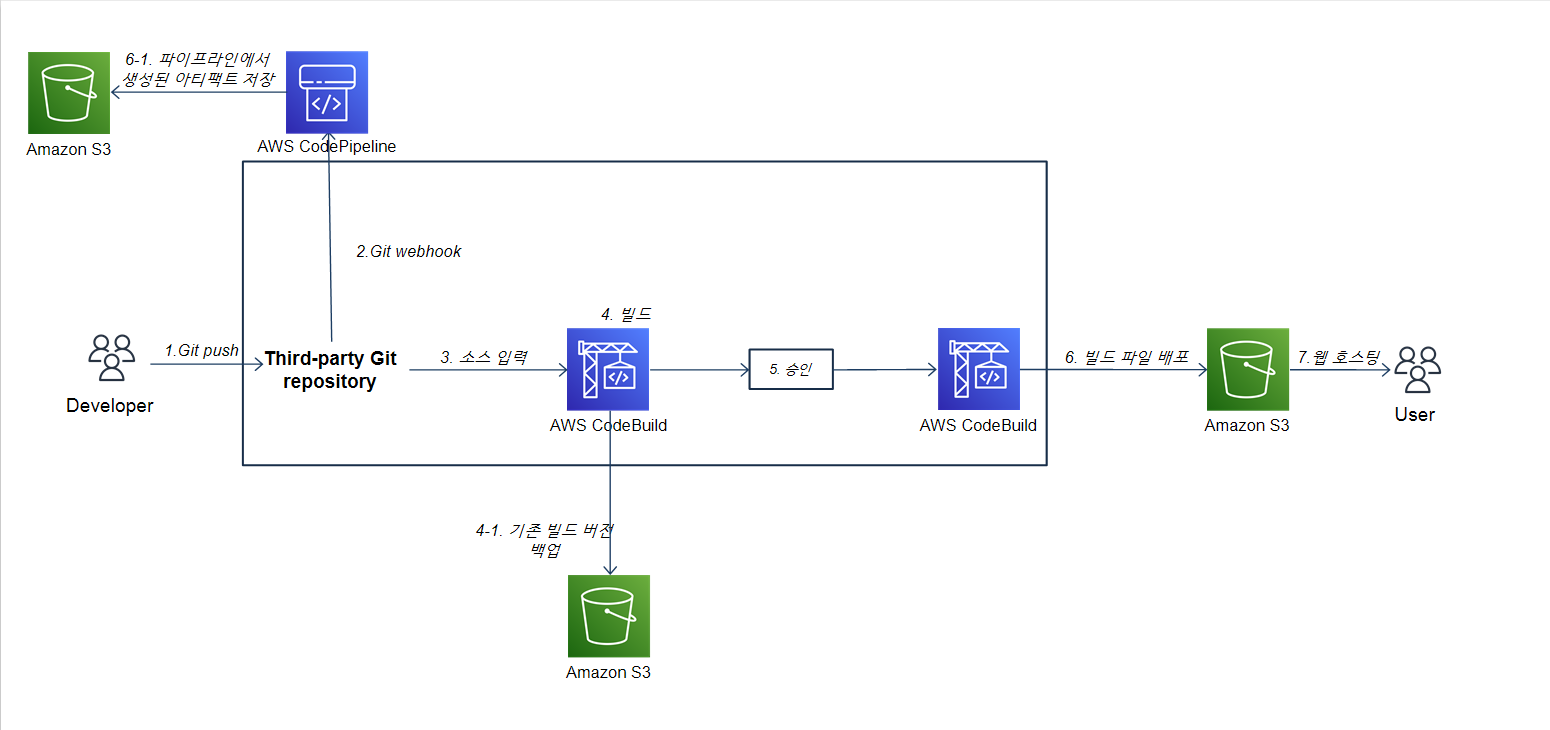 6-1. 파이프라인에서
생성된 아티팩트 저장
Amazon S3
AWS CodePipeline
2.Git webhook
1.Git push
Developer
Third-party Git
repository
3. 소스 입력
4. 빌드
AWS CodeBuild
5. 승인
AWS CodeBuild
6. 빌드 파일 배포
Amazon S3
7.웹 호스팅
User
4-1. 기존 빌드 버전
백업
Amazon S3